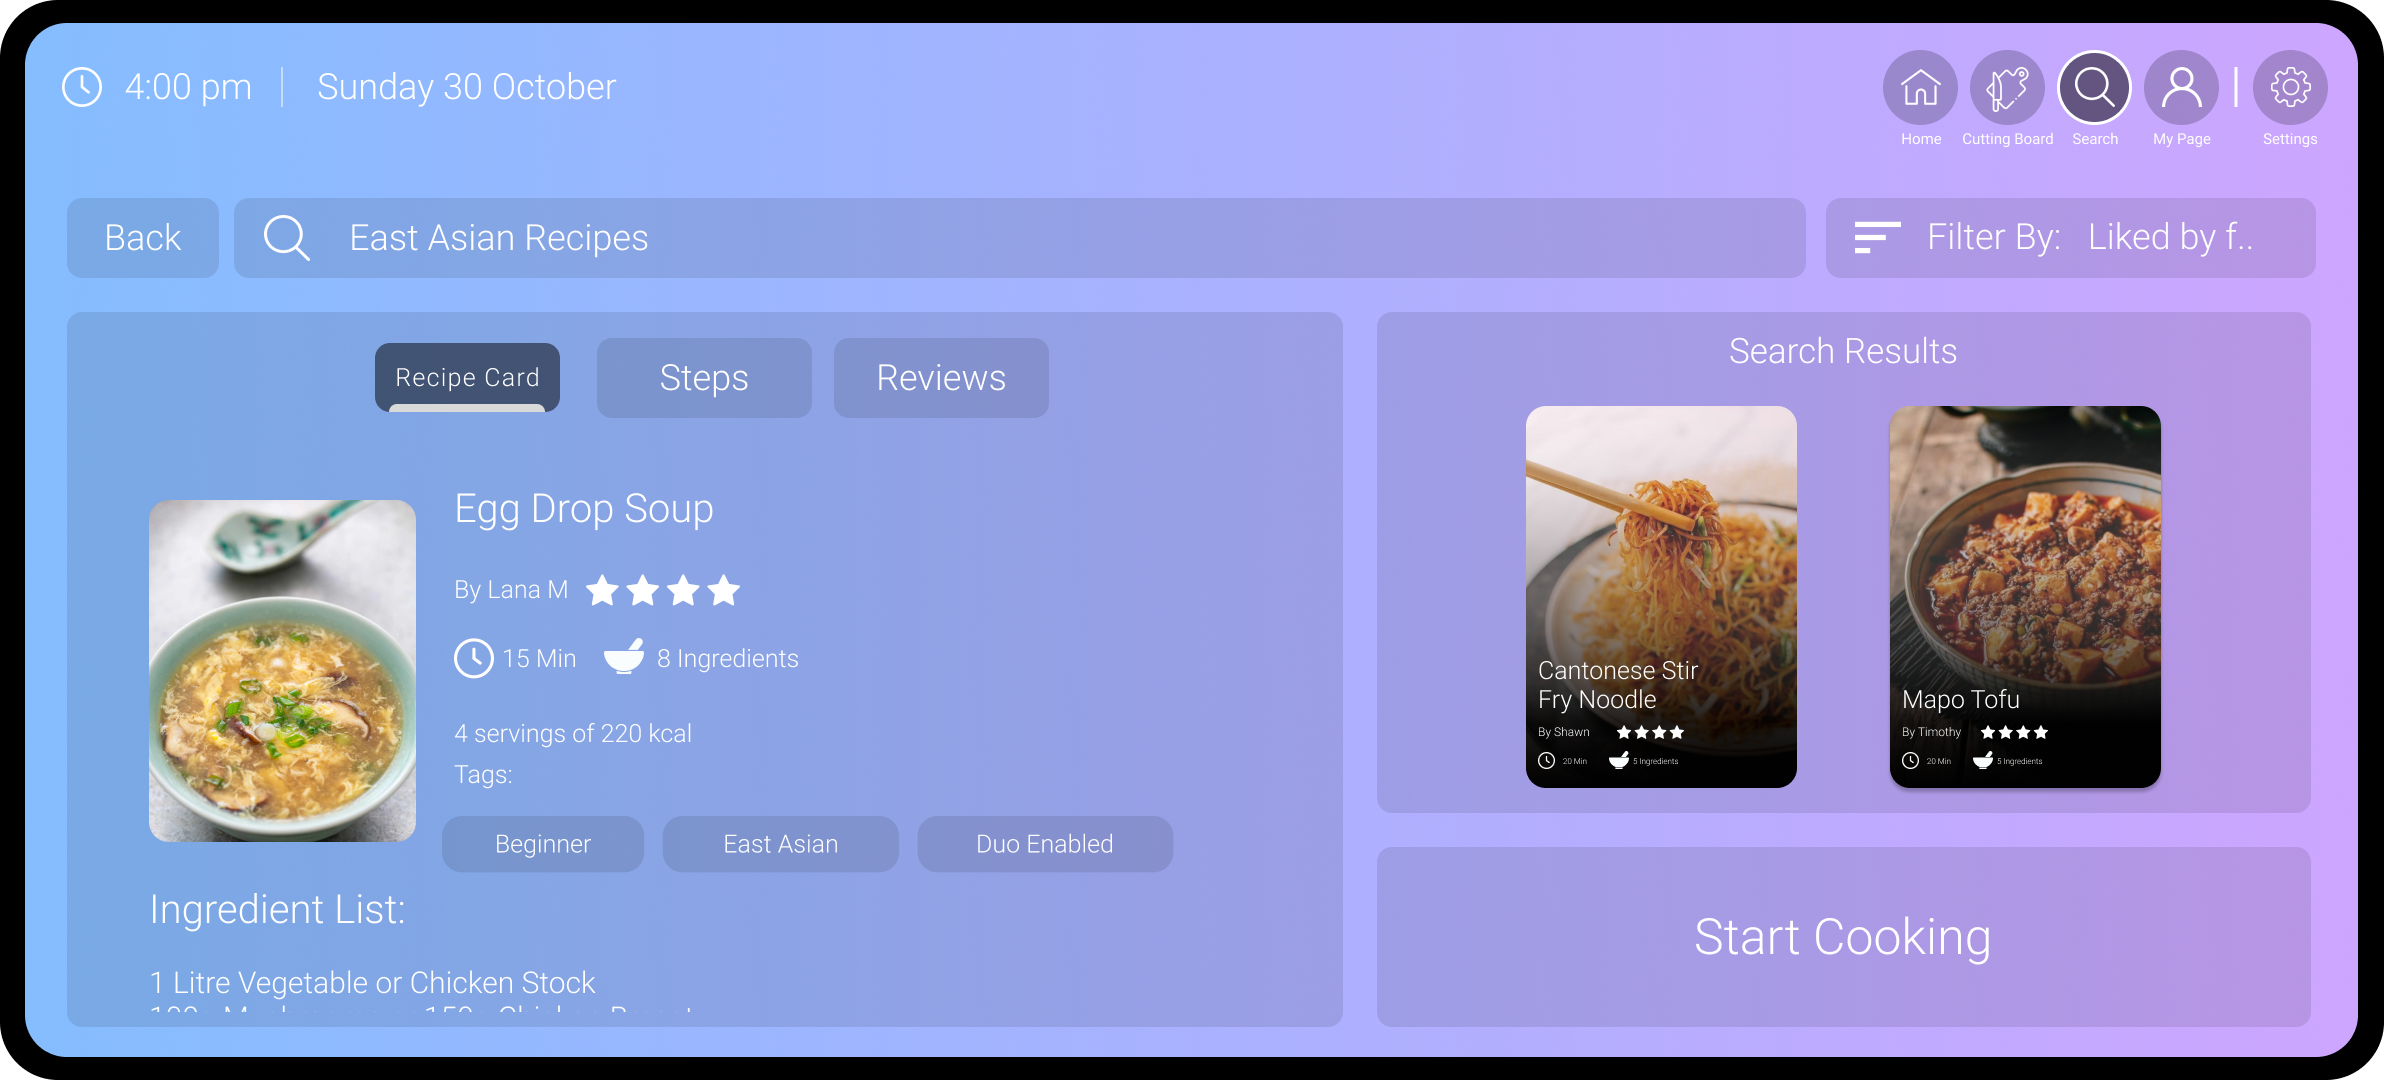 4:00 pm
Sunday 30 October
Home
Cutting Board
Search
My Page
Settings
Back
East Asian Recipes
Filter By: Liked by f..
Recipe Card
Steps
Reviews
Egg Drop Soup
By Lana M
15 Min
8 Ingredients
4 servings of 220 kcal
Tags:
Beginner
East Asian
Duo Enabled
Ingredient List:
1 Litre Vegetable or Chicken Stock
Search Results
Cantonese Stir
Fry Noodle
By Shawn
20 Min
5 Ingredients
Mapo Tofu
By Timothy
20 Min
5 Ingredients
Start Cooking